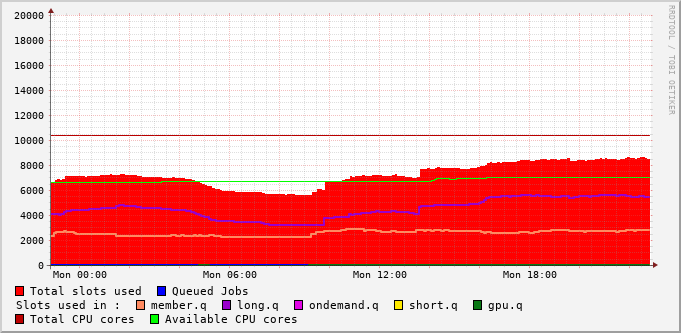 RRDTOOL / TOBI OETIKER
20000
18000
16000
14000
12000
10000
8000
6000
4000
2000
0
Mon 00:00 Mon 06:00 Mon 12:00 Mon 18:00
Total slots used Queued Jobs
Slots used in : member.q long.q ondemand.q short.q gpu.q
Total CPU cores Available CPU cores